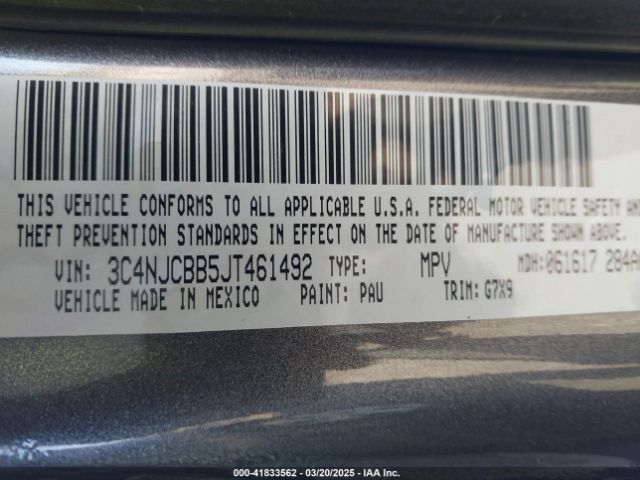 THIS VEHICLE CONFORMS TO ALL APPLICABLE U.S.A. FEDERAL MOTOR VEHICLE SAFETY AND
THEFT PREVENTION STANDARDS IN EFFECT ON THE DATE OF MANUFACTURE SHOWN ABOVE.
VIN: 3C4NJCBB5JT461492 TYPE: MPV MDH:061617
VEHICLE MADE IN MEXICO PAINT: PAU TRIM: G7X9
000-41833562 - 03/20/2025 - IAA Inc.